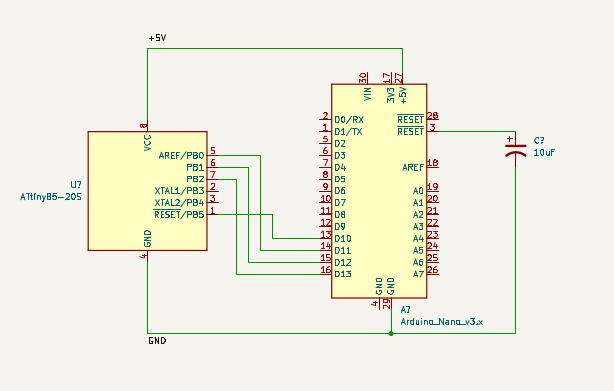 +5V
30
17
27
VIN
3V3
+5V
8
VCC
2 D0/RX
1 D1/TX
5 D2
6 D3
7 D4
8 D5
9 D6
10 D7
11 D8
12 D9
13 D10
14 D11
15 D12
16 D13
RESET 28
RESET 3
AREF 18
A0 19
A1 20
A2 21
A3 22
A4 23
A5 24
A6 25
A7 26
C?
10uF
AREF/PB0 5
PB1 6
PB2 7
XTAL1/PB3 2
XTAL2/PB4 3
RESET/PB5 1
U?
ATtiny85-20S
GND
4
GND
GND
4
29
A?
Arduino_Nano_v3.x
GND